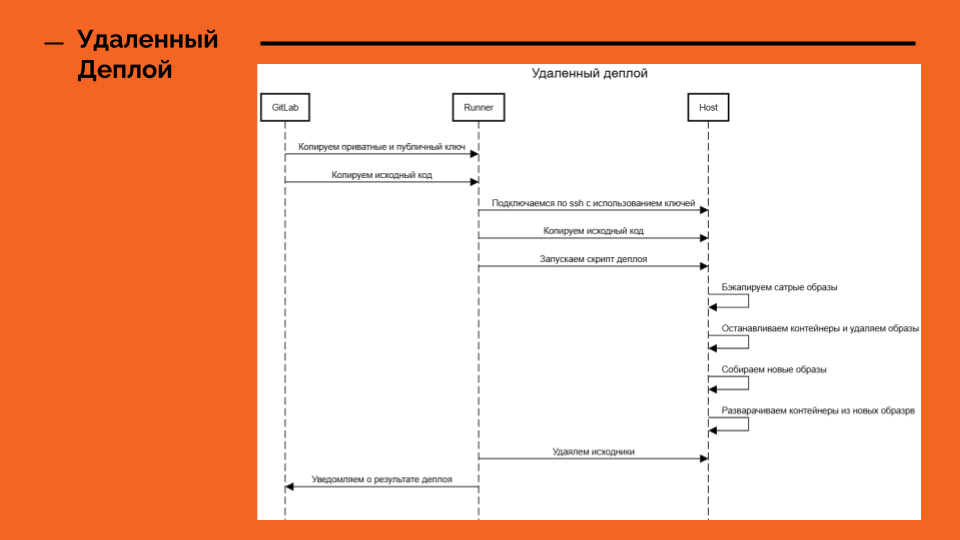 Удаленный
Деплой
Удаленный деплой
GitLab
Runner
Host
Копируем приватные и публичный ключ
Копируем исходный код
Подключаемся по ssh с использованием ключей
Копируем исходный код
Запускаем скрипт деплоя
Бэкапируем сатрые образы
Останавливаем контейнеры и удаляем образы
Собираем новые образы
Разварачиваем контейнеры из новых образрв
Удаялем исходники
Уведомляем о результате деплоя